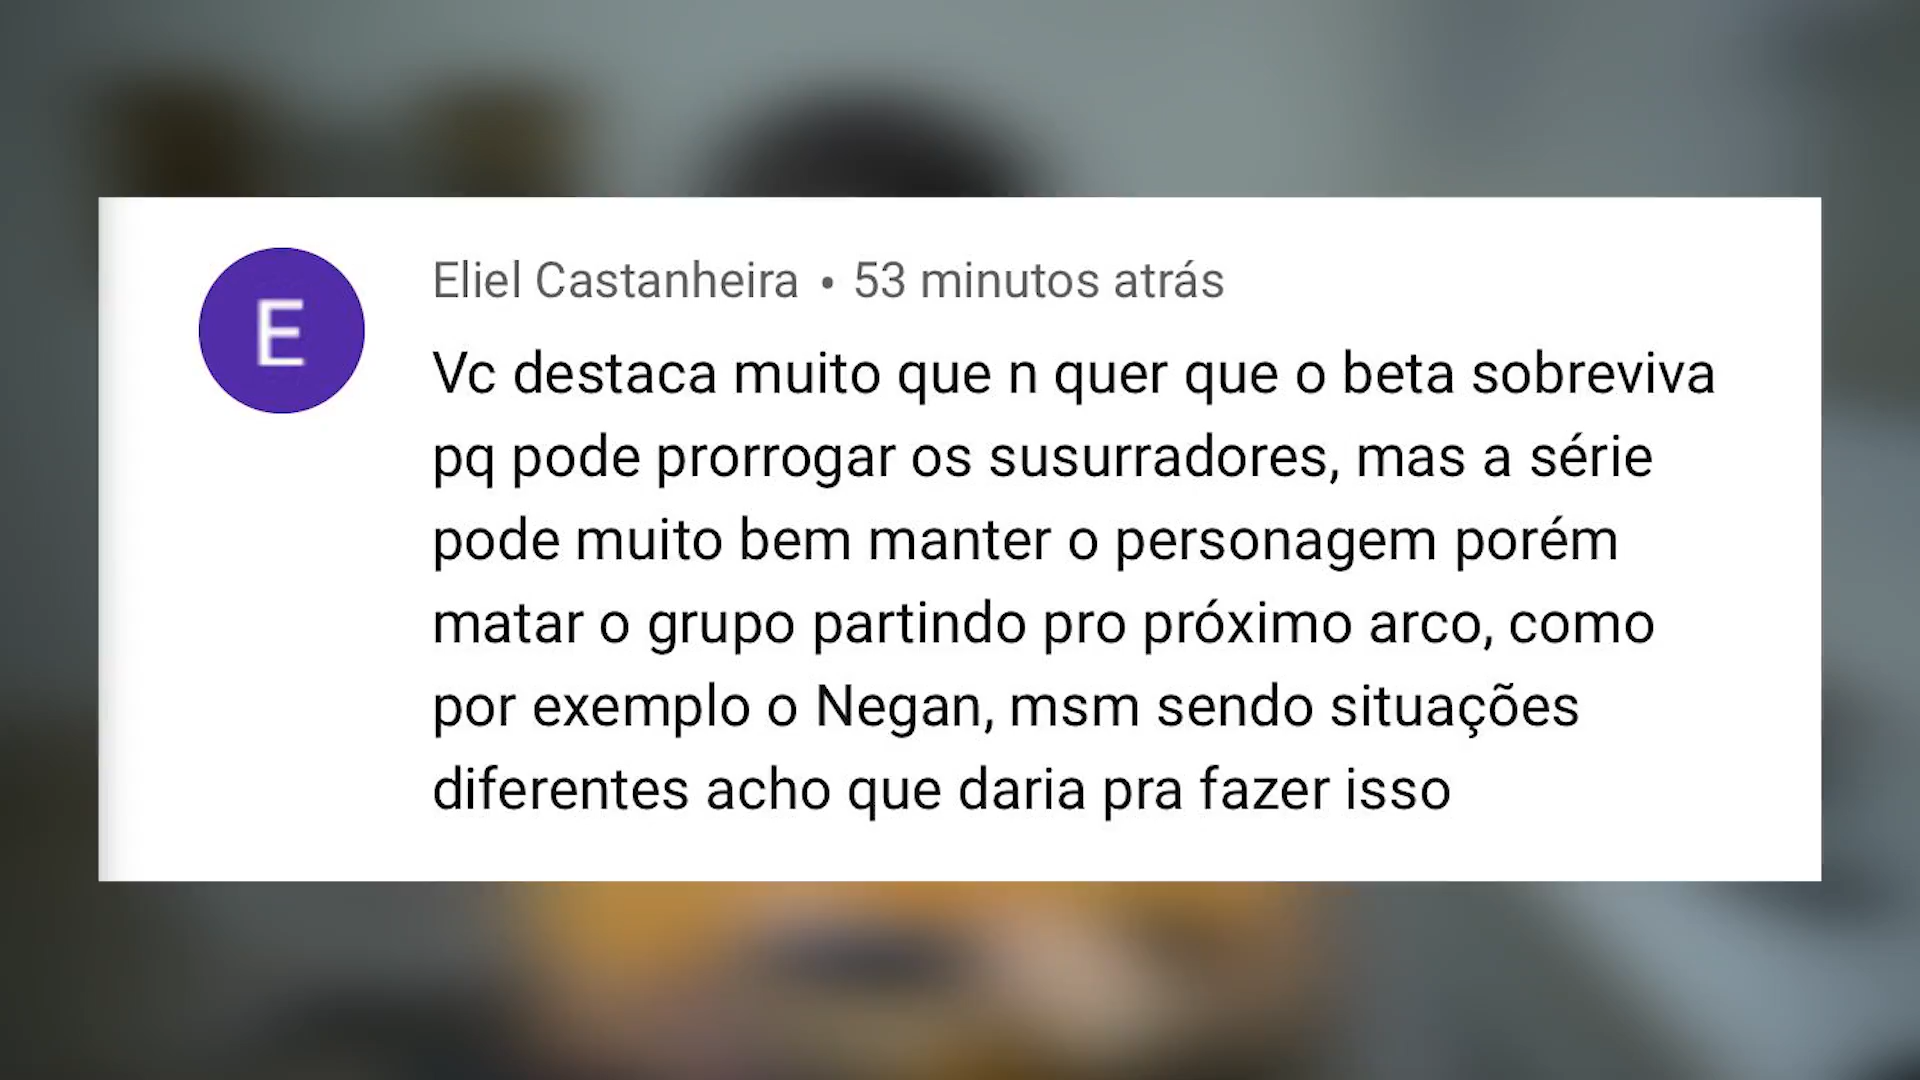 E
Eliel Castanheira • 53 minutos atrás
Vc destaca muito que n quer que o beta sobreviva
pq pode prorrogar os susurradores, mas a série
pode muito bem manter o personagem porém
matar o grupo partindo pro próximo arco, como
por exemplo o Negan, msm sendo situações
diferentes acho que daria pra fazer isso